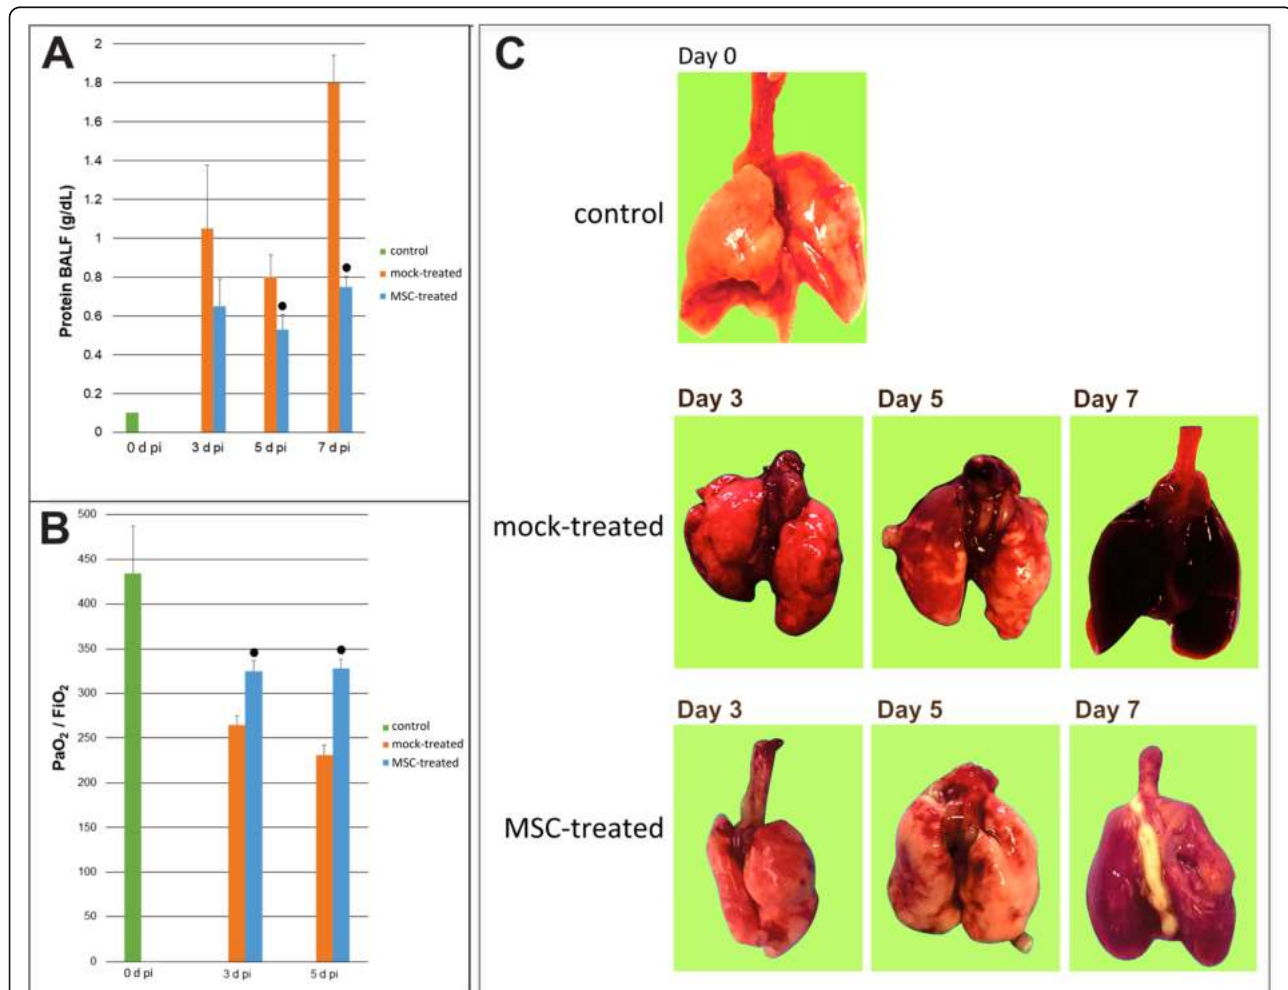 A
2
1.8
1.6
1.4
1.2
1
0.8
0.6
0.4
0.2
0
Protein BALF (g/dL)
0 d pi 3 d pi 5 d pi 7 d pi
control
mock-treated
MSC-treated
B
500
450
400
350
300
250
200
150
100
50
0
PaO2 / FiO2
0 d pi 3 d pi 5 d pi
control
mock-treated
MSC-treated
C
Day 0
control
Day 3 Day 5 Day 7
mock-treated
Day 3 Day 5 Day 7
MSC-treated